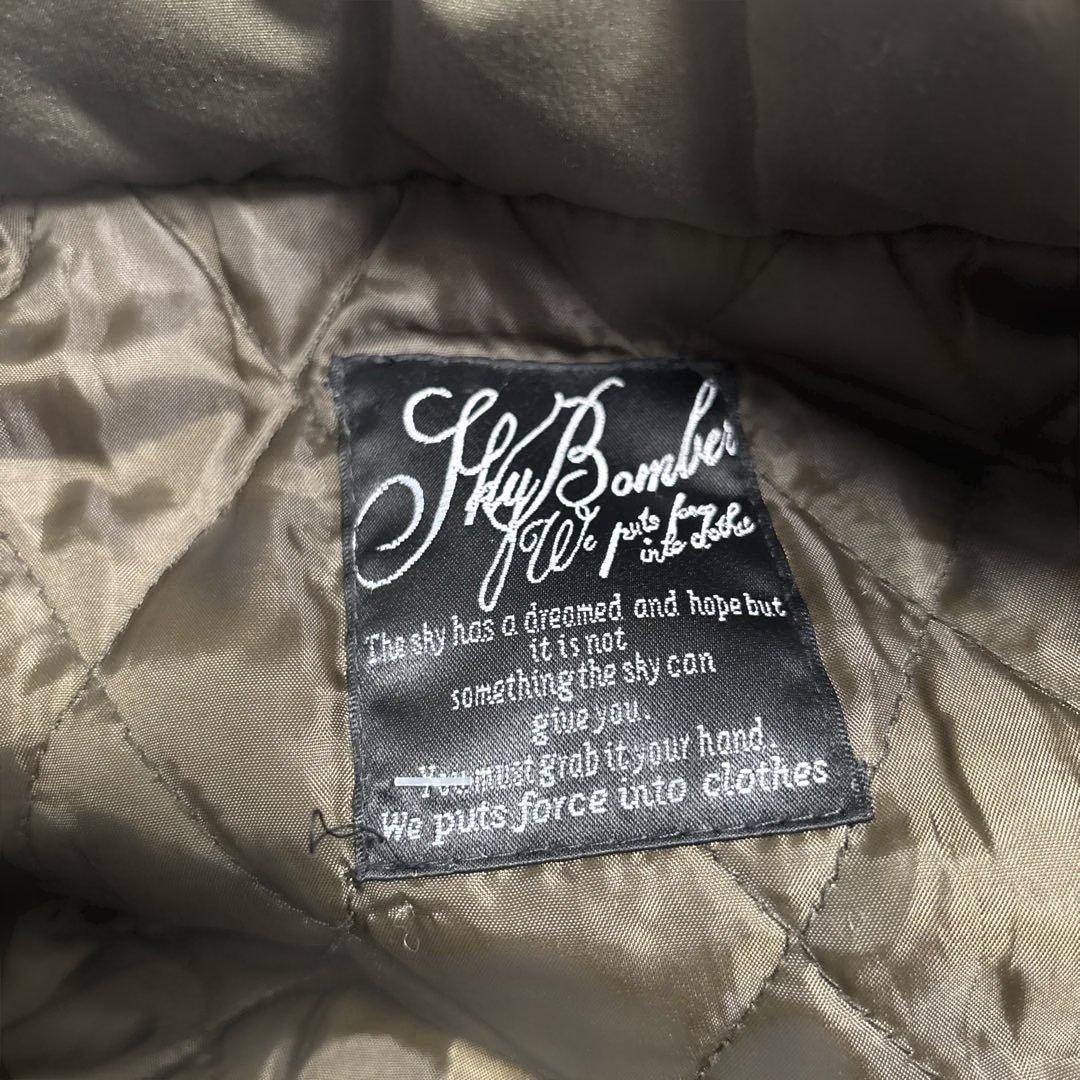 Sky Bomber
We puts force
into clothes
The sky has a dreamed and hope but
it is not
something the sky can
give you.
You must grab it your hand.
We puts force into clothes